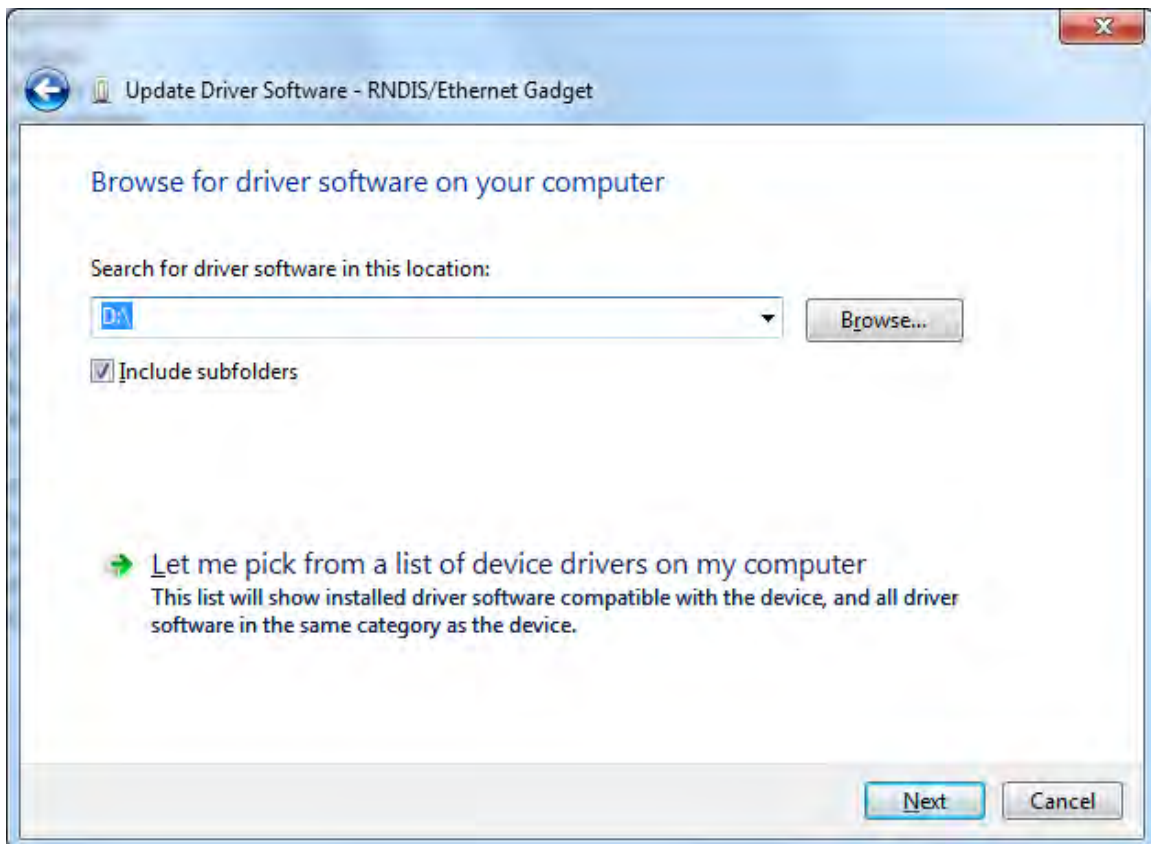 Update Driver Software - RNDIS/Ethernet Gadget
Browse for driver software on your computer
Search for driver software in this location:
D:\
Browse...
Include subfolders
Let me pick from a list of device drivers on my computer
This list will show installed driver software compatible with the device, and all driver
software in the same category as the device.
Next
Cancel